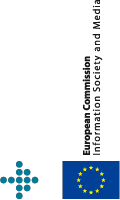 European Commission
Information Society and Media